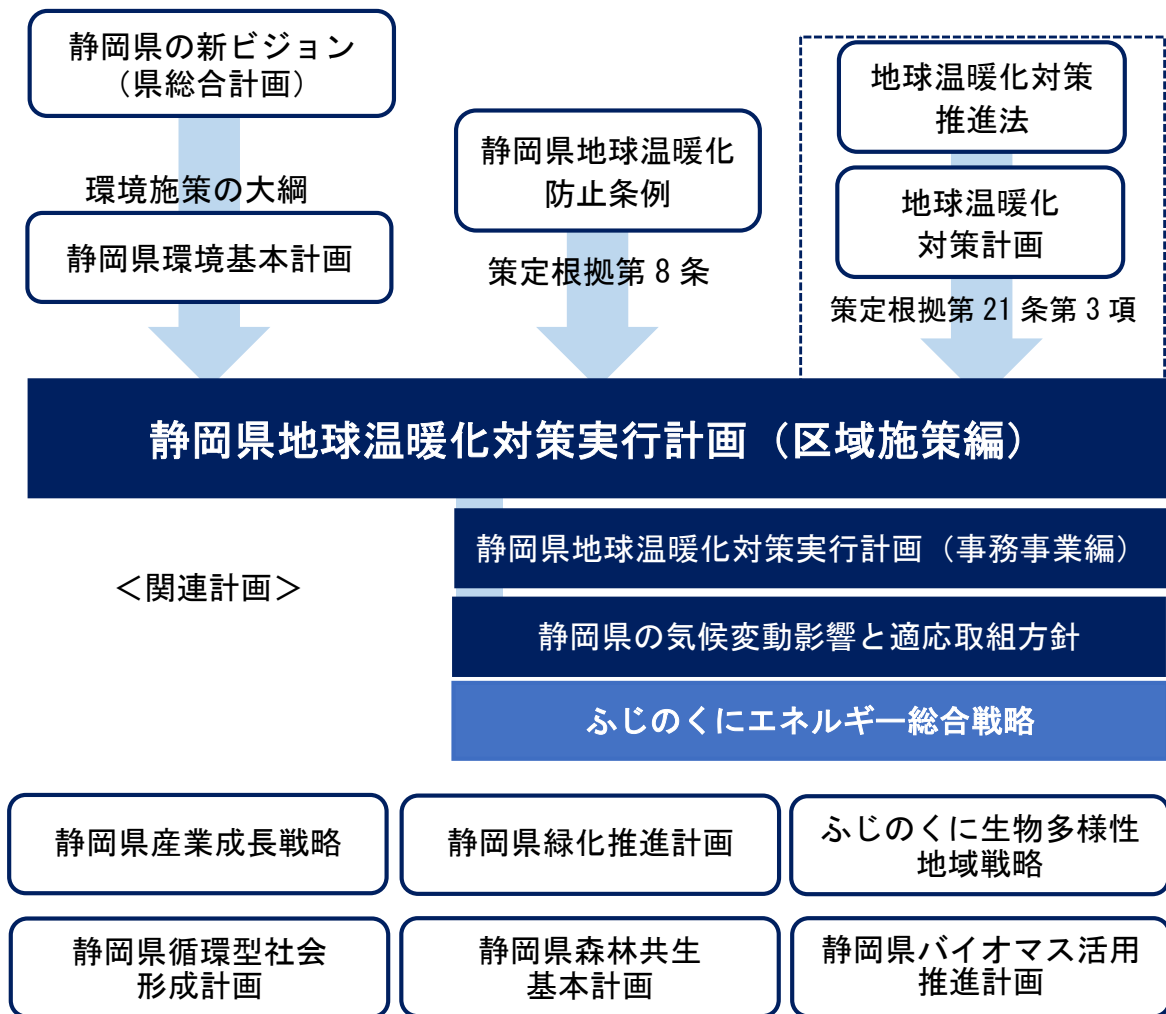 静岡県の新ビジョン
（県総合計画）
環境施策の大綱
静岡県環境基本計画
静岡県地球温暖化
防止条例
策定根拠第 8 条
地球温暖化対策
推進法
地球温暖化
対策計画
策定根拠第 21 条第 3 項
静岡県地球温暖化対策実行計画（区域施策編）
静岡県地球温暖化対策実行計画（事務事業編）
＜関連計画＞
静岡県の気候変動影響と適応取組方針
ふじのくにエネルギー総合戦略
静岡県産業成長戦略
静岡県緑化推進計画
ふじのくに生物多様性
地域戦略
静岡県循環型社会
形成計画
静岡県森林共生
基本計画
静岡県バイオマス活用
推進計画